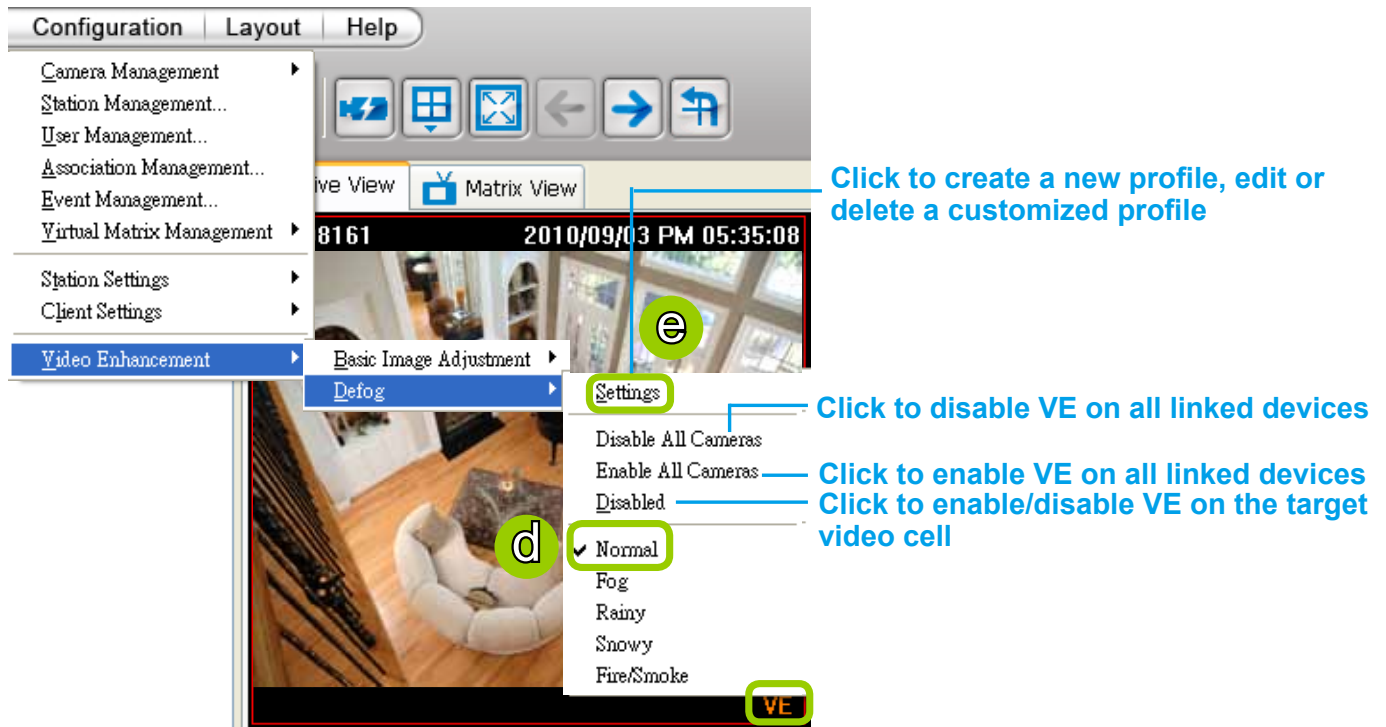 Configuration Layout Help
Camera Management
Station Management...
User Management...
Association Management...
Event Management...
Virtual Matrix Management
Station Settings
Client Settings
Video Enhancement
ive View Matrix View
8161 2010/09/03 PM 05:35:08
Basic Image Adjustment
Defog
e
Settings
Disable All Cameras
Enable All Cameras
Disabled
d
Normal
Fog
Rainy
Snowy
Fire/Smoke
VE
Click to create a new profile, edit or
delete a customized profile
Click to disable VE on all linked devices
Click to enable VE on all linked devices
Click to enable/disable VE on the target
video cell